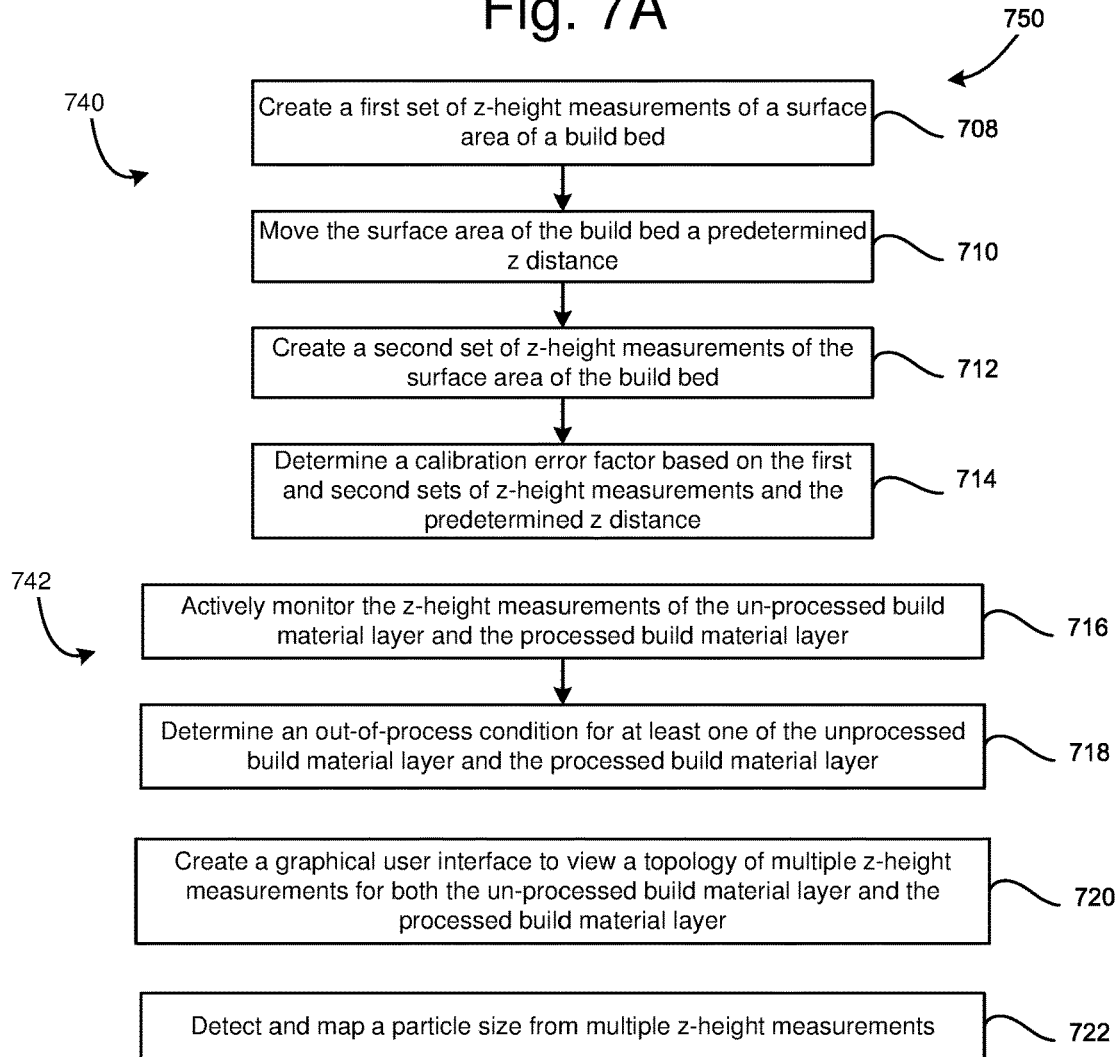 Fig. 7A
750
740
Create a first set of z-height measurements of a surface
area of a build bed
708
Move the surface area of the build bed a predetermined
z distance
710
Create a second set of z-height measurements of the
surface area of the build bed
712
Determine a calibration error factor based on the first
and second sets of z-height measurements and the
predetermined z distance
714
742
Actively monitor the z-height measurements of the un-processed build
material layer and the processed build material layer
716
Determine an out-of-process condition for at least one of the unprocessed
build material layer and the processed build material layer
718
Create a graphical user interface to view a topology of multiple z-height
measurements for both the un-processed build material layer and the
processed build material layer
720
Detect and map a particle size from multiple z-height measurements
722